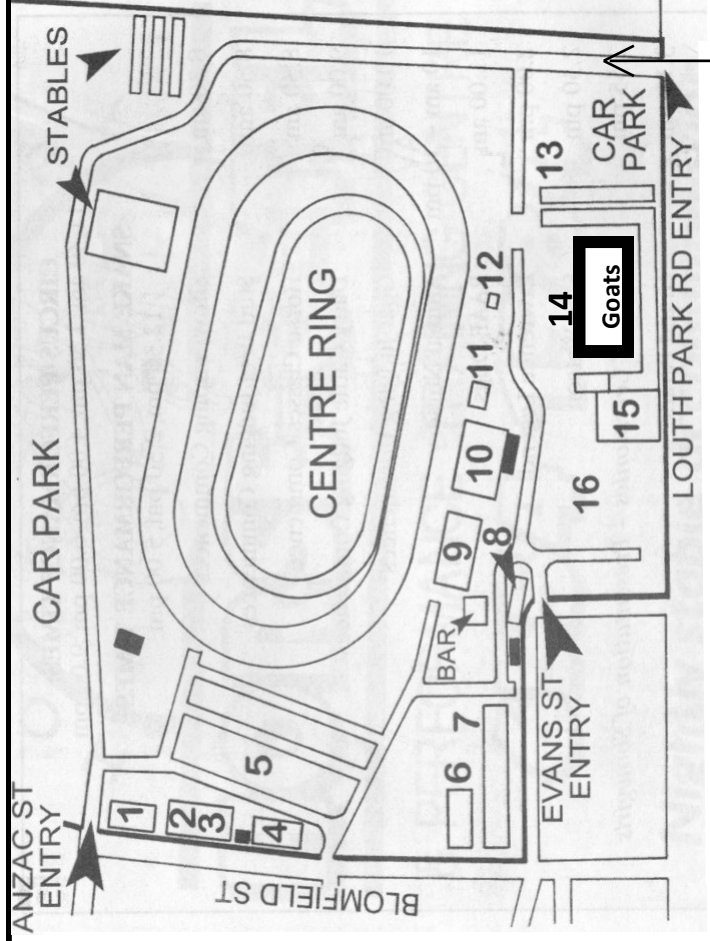 ANZAC ST
ENTRY
CAR PARK
STABLES
1
2
3
4
5
BLOMFIELD ST
CENTRE RING
BAR
6
7
8
9
10
11
12
13
CAR
PARK
14
Goats
15
16
EVANS ST
ENTRY
LOUTH PARK RD ENTRY